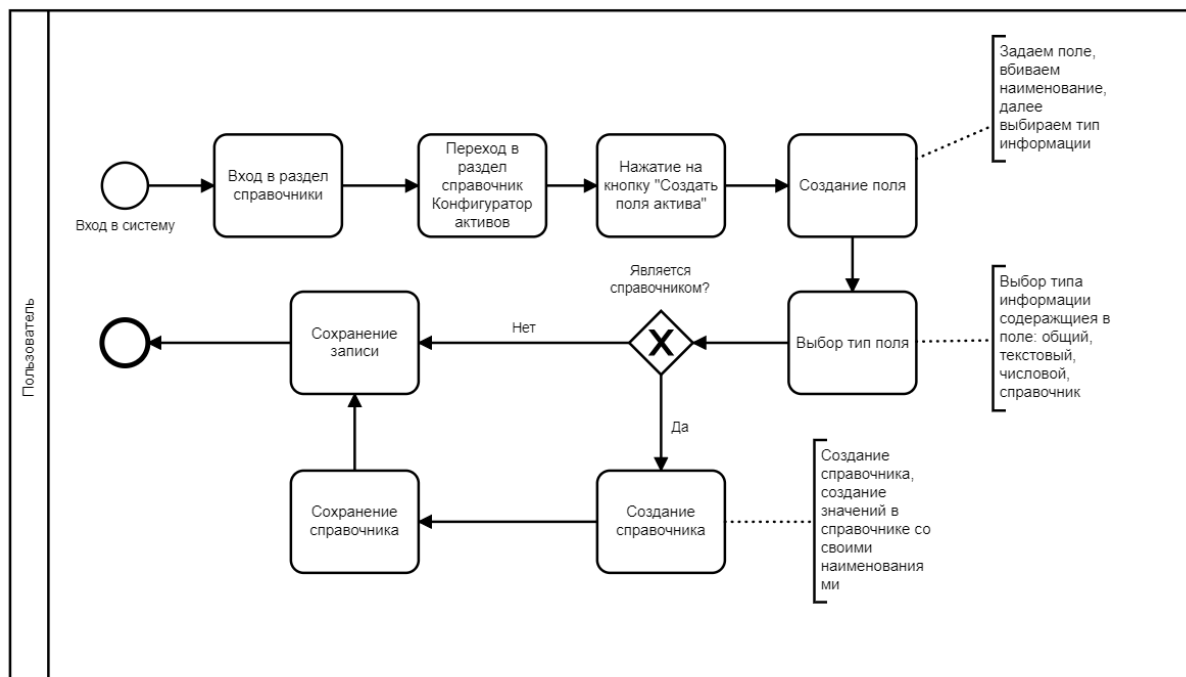 Пользователь
Вход в систему
Вход в раздел
справочники
Переход в
раздел
справочник
Конфигуратор
активов
Нажатие на
кнопку "Создать
поля актива"
Создание поля
Задаем поле,
вбиваем
наименование,
далее
выбираем тип
информации
Является
справочником?
Нет
Да
Сохранение
записи
Выбор тип поля
Выбор типа
информации
содеражщиея в
поле: общий,
текстовый,
числовой,
справочник
Сохранение
справочника
Создание
справочника
Создание
справочника,
создание
значений в
справочнике со
своими
наименования
ми